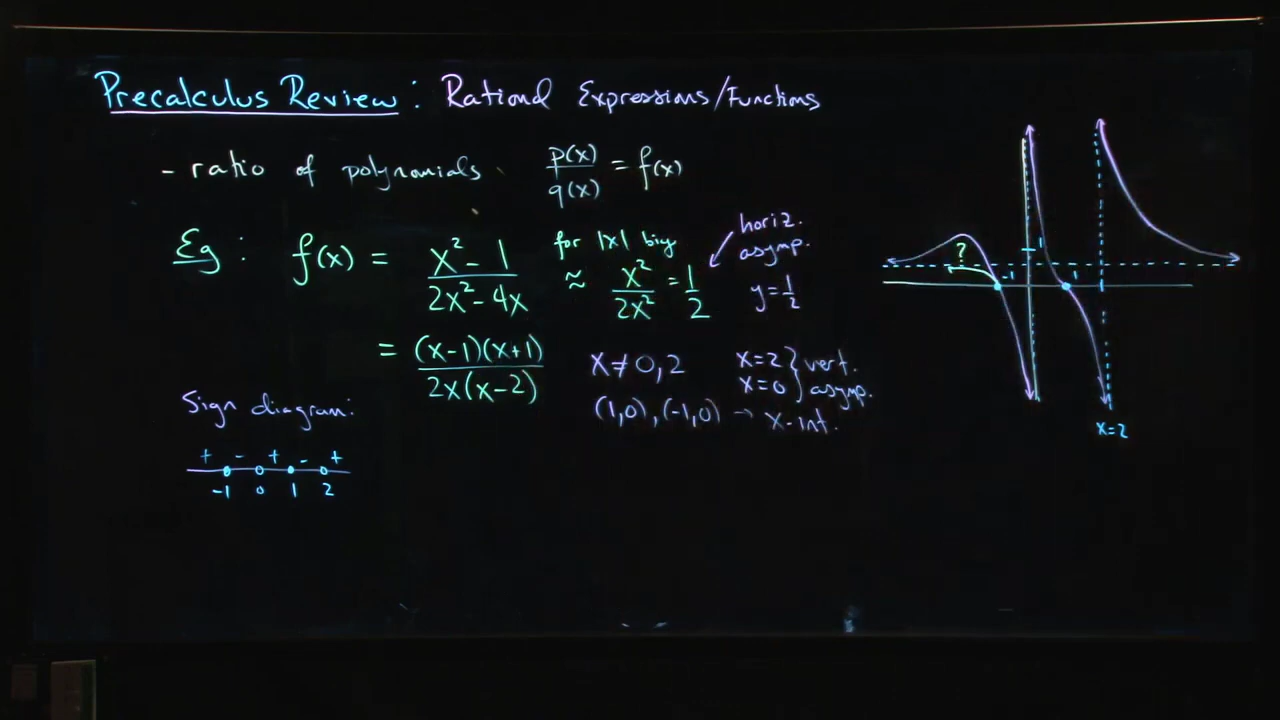 Precalculus Review: Rational Expressions/Functions
- ratio of polynomials p(x)/q(x) = f(x)
Eg: f(x) = (x² - 1)/(2x² - 4x) for |x| big ≈ x²/2x² = 1/2 horiz. asymp. y = 1/2
= (x-1)(x+1)/2x(x-2) x ≠ 0,2 x=2 x=0 } vert. asymp.
(1,0), (-1,0) → x-int.
Sign diagram:
+ - + - +
-1 0 1 2
?
-1 1 1
x=2